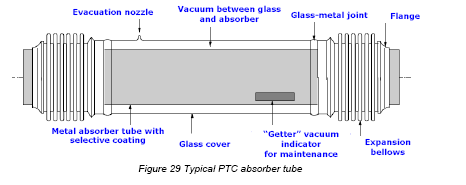 Evacuation nozzle
Vacuum between glass
and absorber
Glass-metal joint
Flange
Metal absorber tube with
selective coating
Glass cover
“Getter” vacuum
indicator
for maintenance
Expansion
bellows
Figure 29 Typical PTC absorber tube